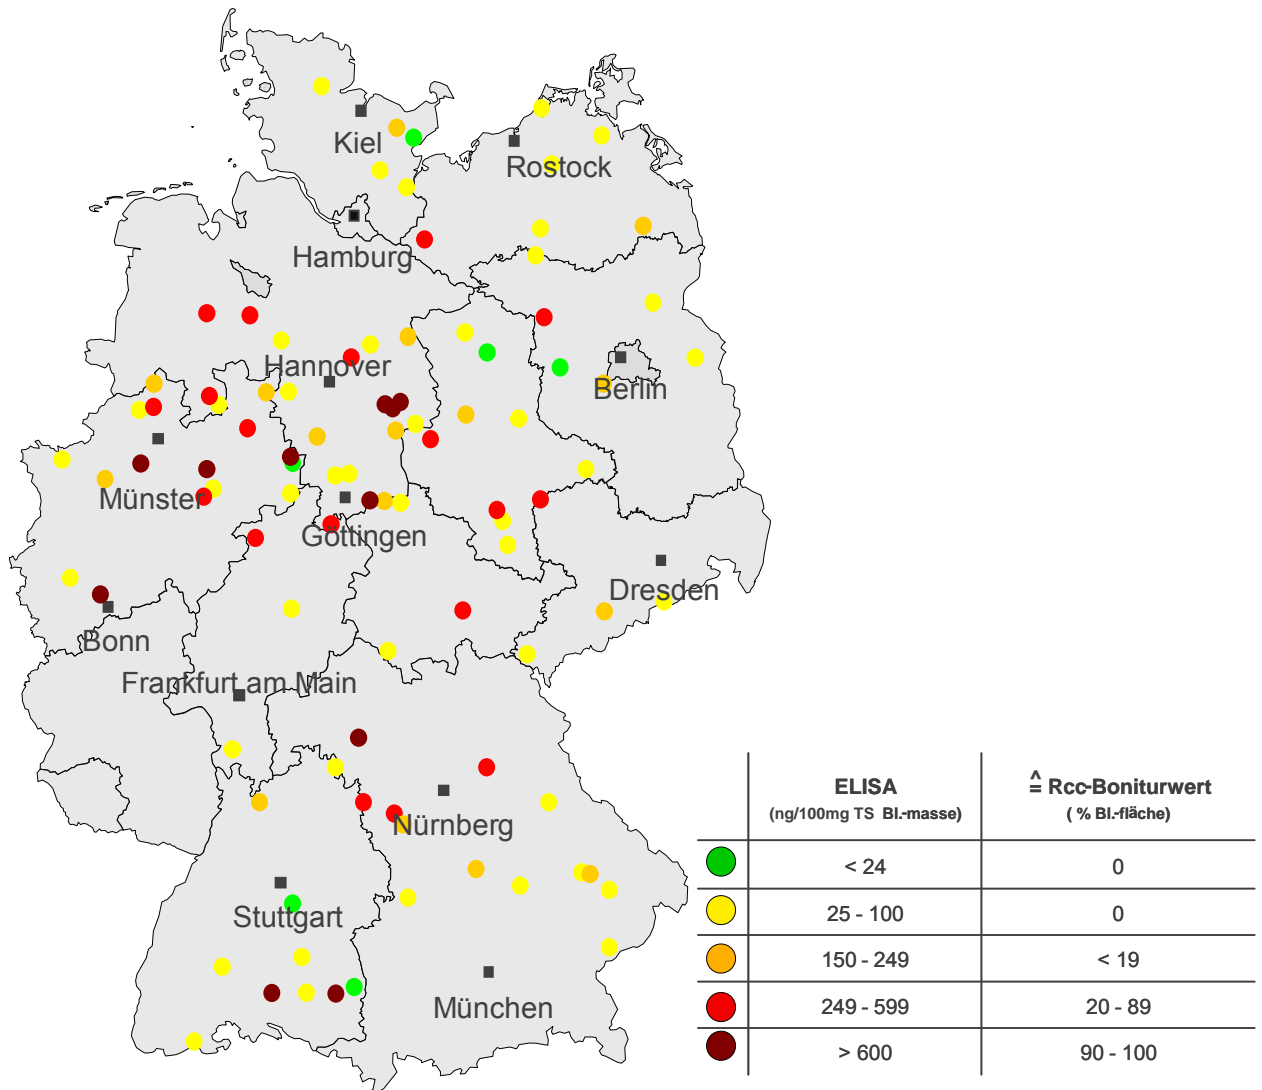 Kiel
Rostock
Hamburg
Hannover
Berlin
Münster
Göttingen
Dresden
Bonn
Frankfurt am Main
Nürnberg
Stuttgart
München
ELISA
(ng/100mg TS Bl.-masse)
≙ Rcc-Boniturwert
( % Bl.-fläche)
< 24 0
25 - 100 0
150 - 249 < 19
249 - 599 20 - 89
> 600 90 - 100